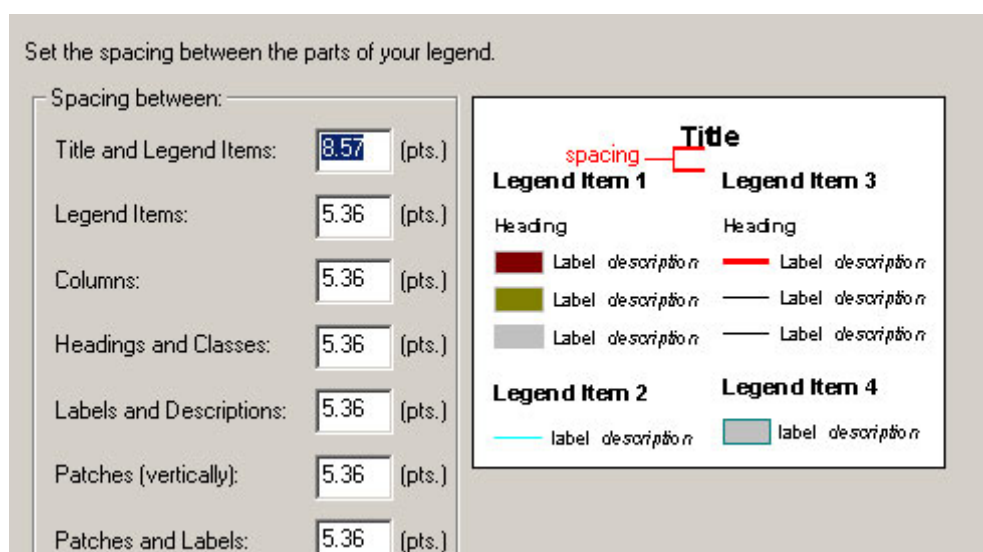 Set the spacing between the parts of your legend.
Spacing between:
Title and Legend Items: 8.57 (pts.)
Legend Items: 5.36 (pts.)
Columns: 5.36 (pts.)
Headings and Classes: 5.36 (pts.)
Labels and Descriptions: 5.36 (pts.)
Patches (vertically): 5.36 (pts.)
Patches and Labels: 5.36 (pts.)
Title
spacing
Legend Item 1
Heading
Label description
Label description
Label description
Legend Item 2
label description
Legend Item 3
Heading
Label description
Label description
Label description
Legend Item 4
label description